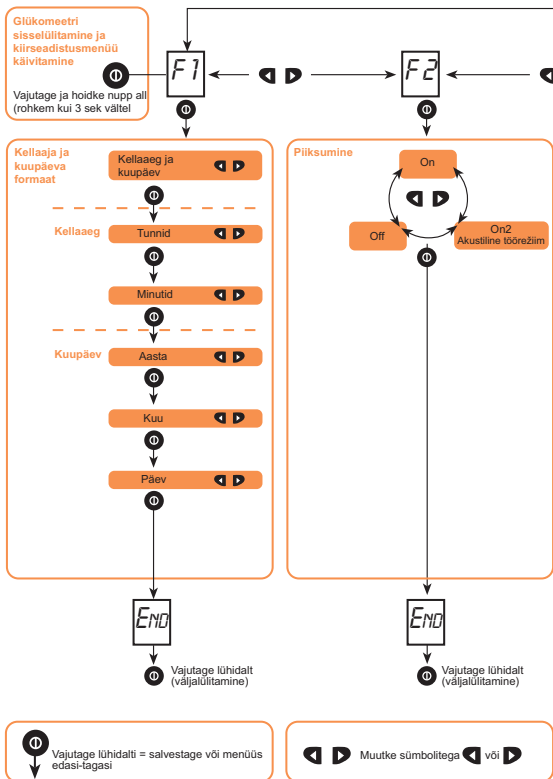 Glükomeetri
sisselülitamine ja
kiirseadistusmenüü
käivitamine
Vajutage ja hoidke nupp all
(rohkem kui 3 sek vältel
F1
F2
Kellaaja ja
kuupäeva
formaat
Kellaaeg ja
kuupäev
Kellaaeg
Tunnid
Minutid
Kuupäev
Aasta
Kuu
Päev
END
Vajutage lühidalt
(väljalülitamine)
Piiksumine
On
Off
On2
Akustiline töörežiim
END
Vajutage lühidalt
(väljalülitamine)
Vajutage lühidalti = salvestage või menüüs
edasi-tagasi
Muutke sümbolitega või